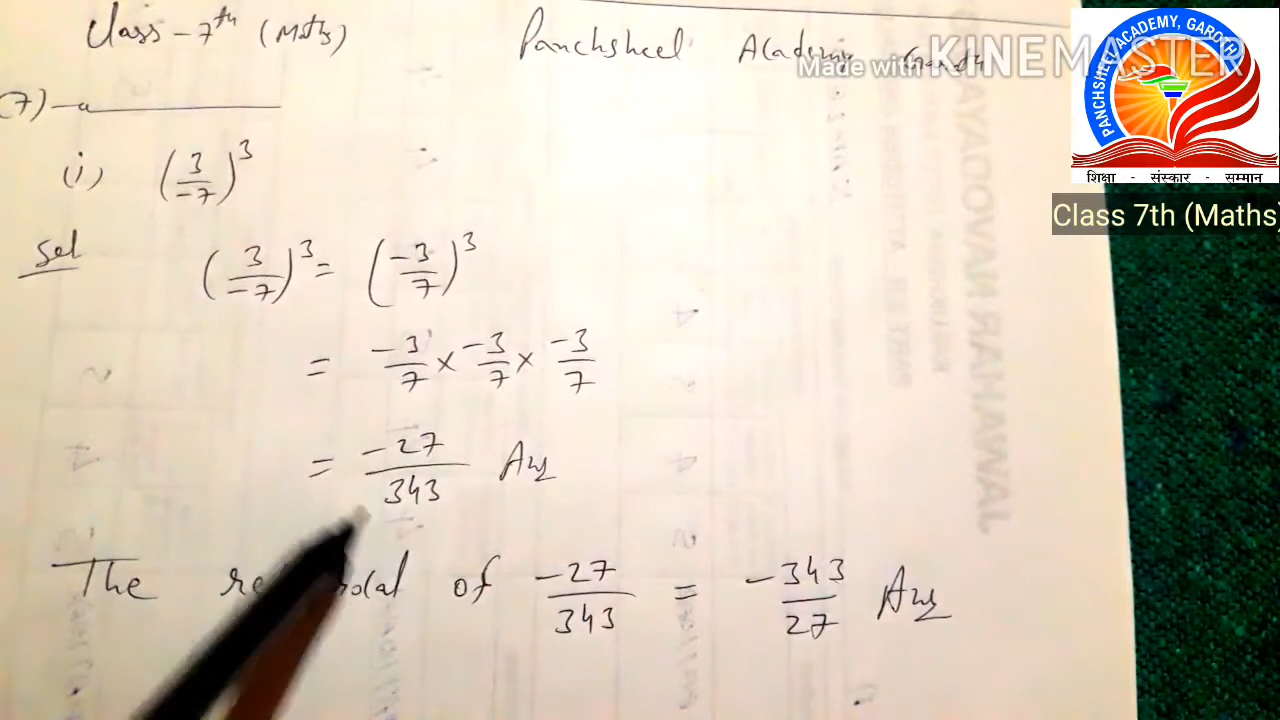 Class - 7th (Maths)
Panchsheel Academy Garoth
Made with KINEMASTER
PANCHSHEEL ACADEMY, GAROTH
शिक्षा - संस्कार - सम्मान
Class 7th (Maths)
(7) - a
(i) (3/-7)^3
Sol (3/-7)^3 = (-3/7)^3
= -3/7 × -3/7 × -3/7
= -27/343 Ans
The of -27/343 = -343/27 Ans